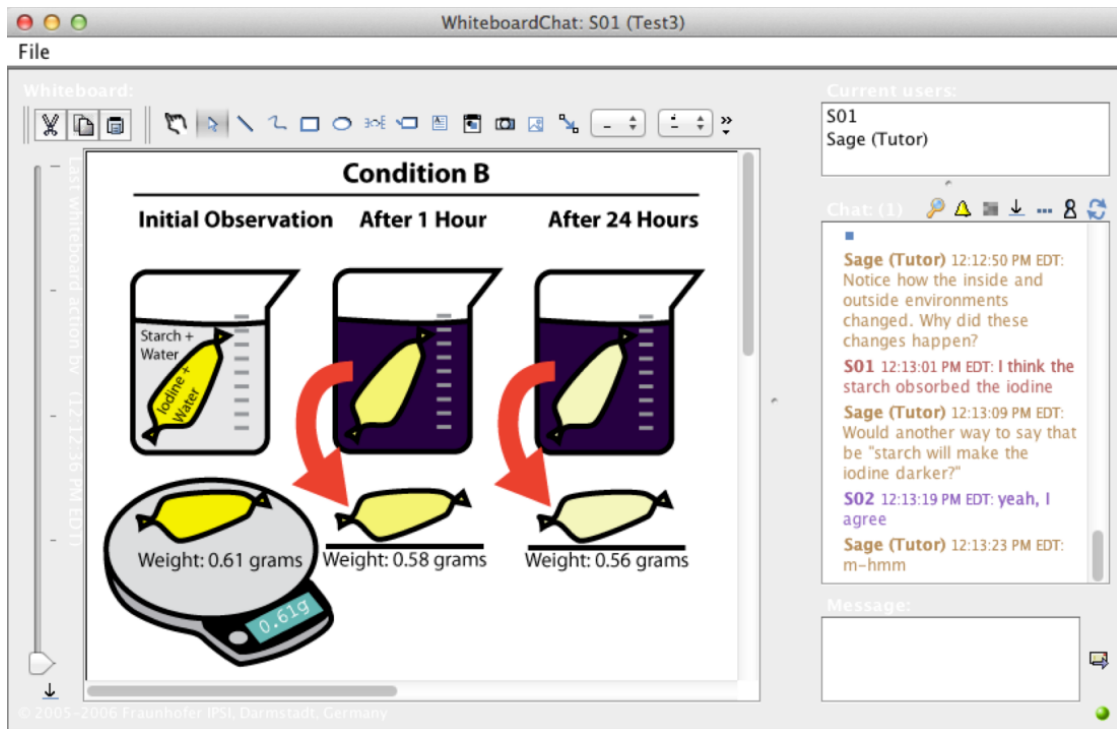 WhiteboardChat: S01 (Test3)
File
Whiteboard:
Last whiteboard action by (12:12:36 PM EDT)
Condition B
Initial Observation After 1 Hour After 24 Hours
Starch +
Water
Iodine +
Water
Weight: 0.61 grams Weight: 0.58 grams Weight: 0.56 grams
0.61g
© 2005-2006 Fraunhofer IPSI, Darmstadt, Germany
Current users:
S01
Sage (Tutor)
Chat: (1)
Sage (Tutor) 12:12:50 PM EDT:
Notice how the inside and
outside environments
changed. Why did these
changes happen?
S01 12:13:01 PM EDT: I think the
starch obsorbed the iodine
Sage (Tutor) 12:13:09 PM EDT:
Would another way to say that
be "starch will make the
iodine darker?"
S02 12:13:19 PM EDT: yeah, I
agree
Sage (Tutor) 12:13:23 PM EDT:
m-hmm
Message: